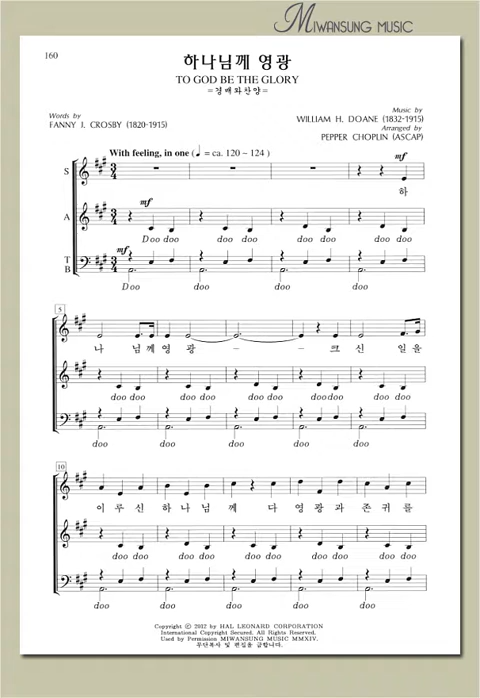 MIWANSUNG MUSIC
160
하나님께 영광
TO GOD BE THE GLORY
=경배와찬양=
Words by
FANNY J. CROSBY (1820-1915)
Music by
WILLIAM H. DOANE (1832-1915)
Arranged by
PEPPER CHOPLIN (ASCAP)
With feeling, in one (♩ = ca. 120 ~ 124 )
mf
S
하
mf
A
Doo doo doo doo doo doo doo doo
mf
T
B
Doo doo doo doo
5
나 님께영 광 - - 크신 일을
doo doo doo doo doo doo doo doo doo doo
doo doo doo doo doo
10
이 루 신 하 나 님 께 다 영 광 과 존 귀 를
doo doo doo doo doo doo doo doo doo doo
doo doo doo doo doo
Copyright © 2012 by HAL LEONARD CORPORATION
International Copyright Secured. All Rights Reserved.
Used by Permission MIWANSUNG MUSIC MMXIV.
무단복사 및 편집을 금합니다.